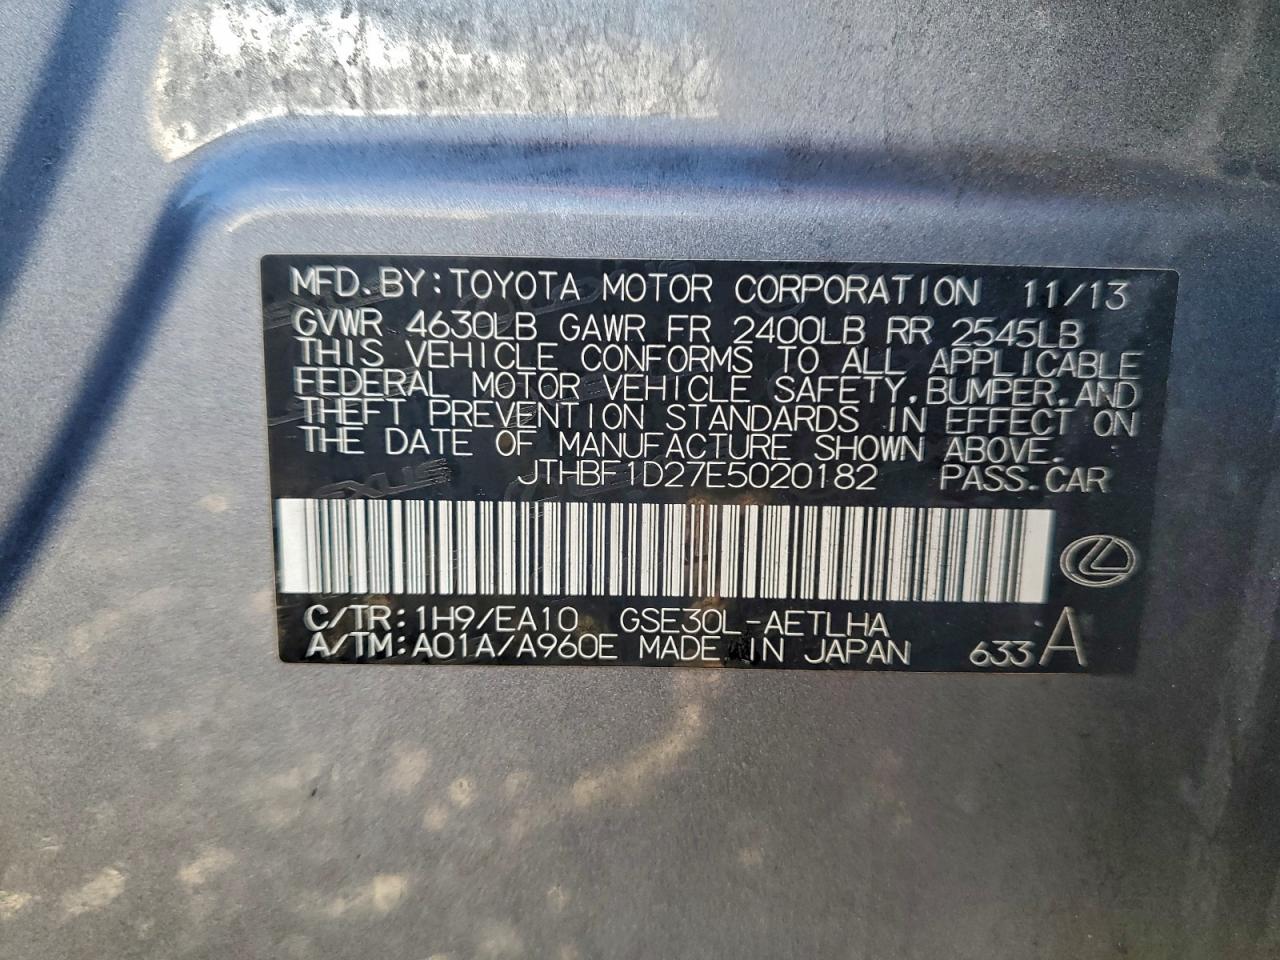 MFD. BY: TOYOTA MOTOR CORPORATION 11/13
GVWR 4630LB GAWR FR 2400LB RR 2545LB
THIS VEHICLE CONFORMS TO ALL APPLICABLE
FEDERAL MOTOR VEHICLE SAFETY, BUMPER, AND
THEFT PREVENTION STANDARDS IN EFFECT ON
THE DATE OF MANUFACTURE SHOWN ABOVE.
JTHBF1D27E5020182 PASS. CAR
C/TR: 1H9/EA10 GSE30L-AETLHA
A/TM: A01A/A960E MADE IN JAPAN 633 A